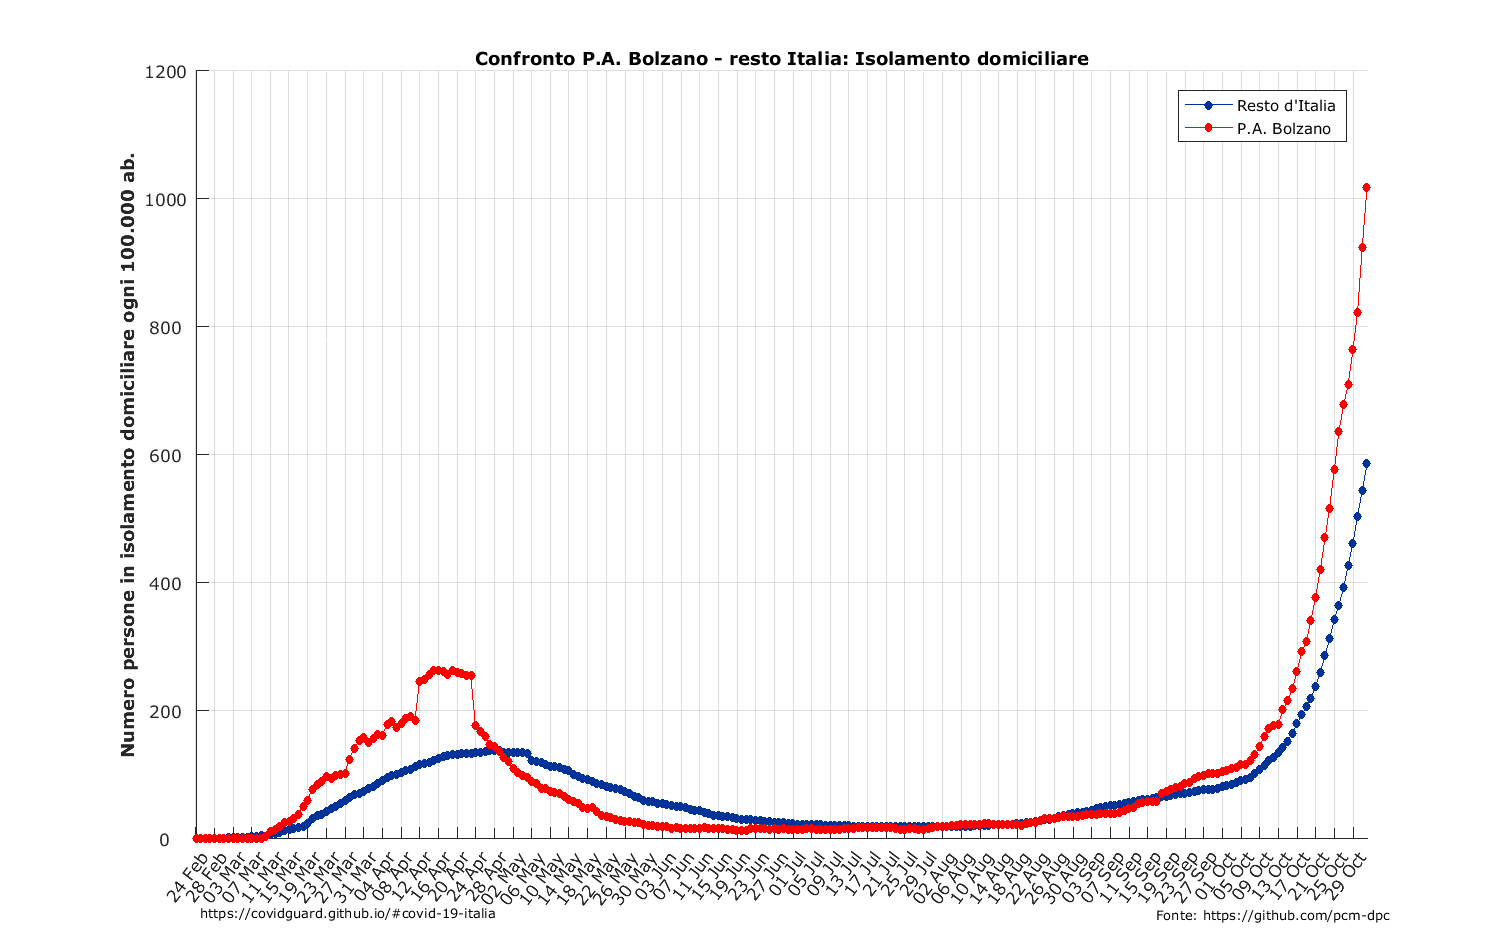 Confronto P.A. Bolzano - resto Italia: Isolamento domiciliare
Numero persone in isolamento domiciliare ogni 100.000 ab.
1200
1000
800
600
400
200
0
Resto d'Italia
P.A. Bolzano
24 Feb
28 Feb
03 Mar
07 Mar
11 Mar
15 Mar
19 Mar
23 Mar
27 Mar
31 Mar
04 Apr
08 Apr
12 Apr
16 Apr
20 Apr
24 Apr
28 Apr
02 May
06 May
10 May
14 May
18 May
22 May
26 May
30 May
03 Jun
07 Jun
11 Jun
15 Jun
19 Jun
23 Jun
27 Jun
01 Jul
05 Jul
09 Jul
13 Jul
17 Jul
21 Jul
25 Jul
29 Jul
02 Aug
06 Aug
10 Aug
14 Aug
18 Aug
22 Aug
26 Aug
30 Aug
03 Sep
07 Sep
11 Sep
15 Sep
19 Sep
23 Sep
27 Sep
01 Oct
05 Oct
09 Oct
13 Oct
17 Oct
21 Oct
25 Oct
29 Oct
https://covidguard.github.io/#covid-19-italia
Fonte: https://github.com/pcm-dpc